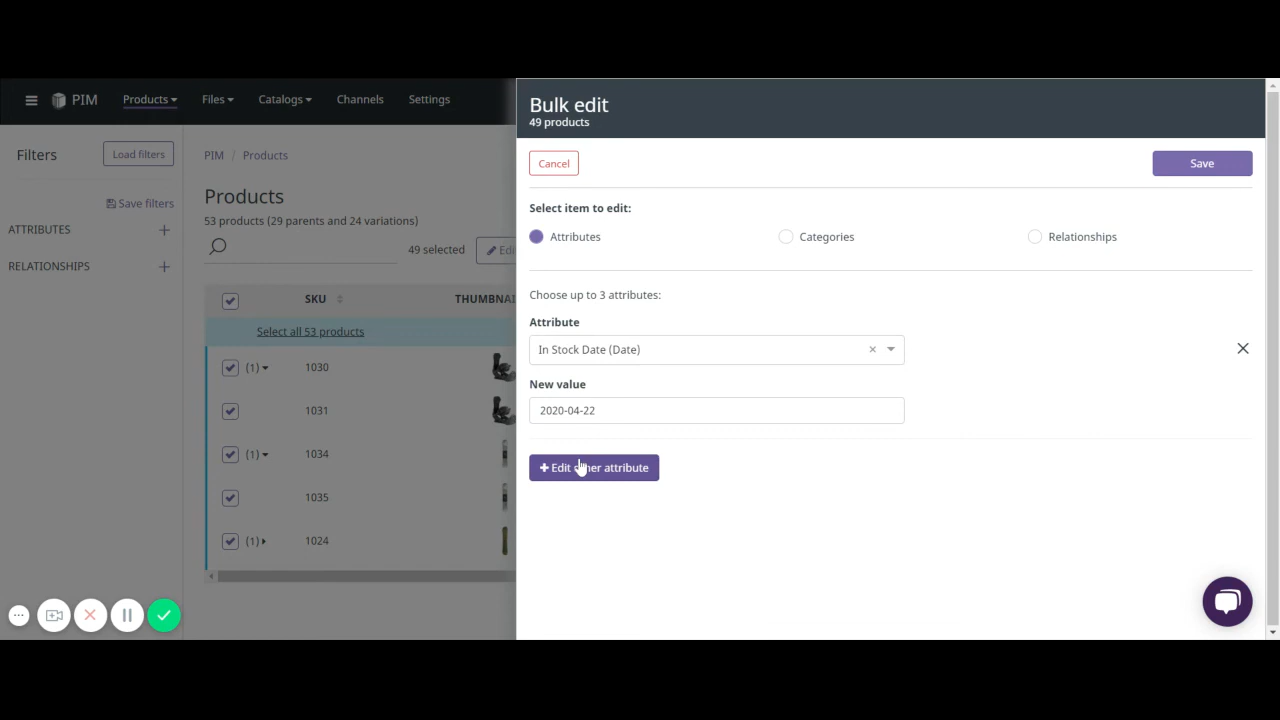 PIM
Products
Files
Catalogs
Channels
Settings
Filters
Load filters
Save filters
ATTRIBUTES
RELATIONSHIPS
PIM / Products
Products
53 products (29 parents and 24 variations)
49 selected
Edi
SKU
THUMBNAI
Select all 53 products
(1) 1030
1031
(1) 1034
1035
(1) 1024
Bulk edit
49 products
Cancel
Save
Select item to edit:
Attributes
Categories
Relationships
Choose up to 3 attributes:
Attribute
In Stock Date (Date)
New value
2020-04-22
+ Edit other attribute